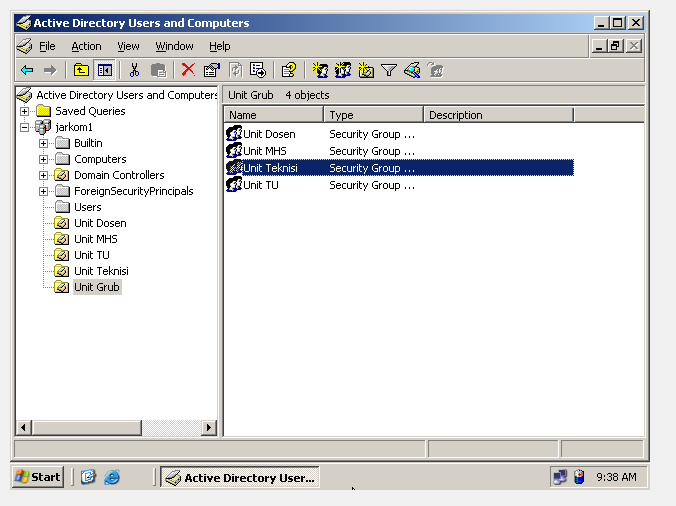 Active Directory Users and Computers
File Action View Window Help
Active Directory Users and Computers
Saved Queries
jarkom1
Builtin
Computers
Domain Controllers
ForeignSecurityPrincipals
Users
Unit Dosen
Unit MHS
Unit TU
Unit Teknisi
Unit Grub
Unit Grub 4 objects
Name Type Description
Unit Dosen Security Group ...
Unit MHS Security Group ...
Unit Teknisi Security Group ...
Unit TU Security Group ...
Start Active Directory User... 9:38 AM